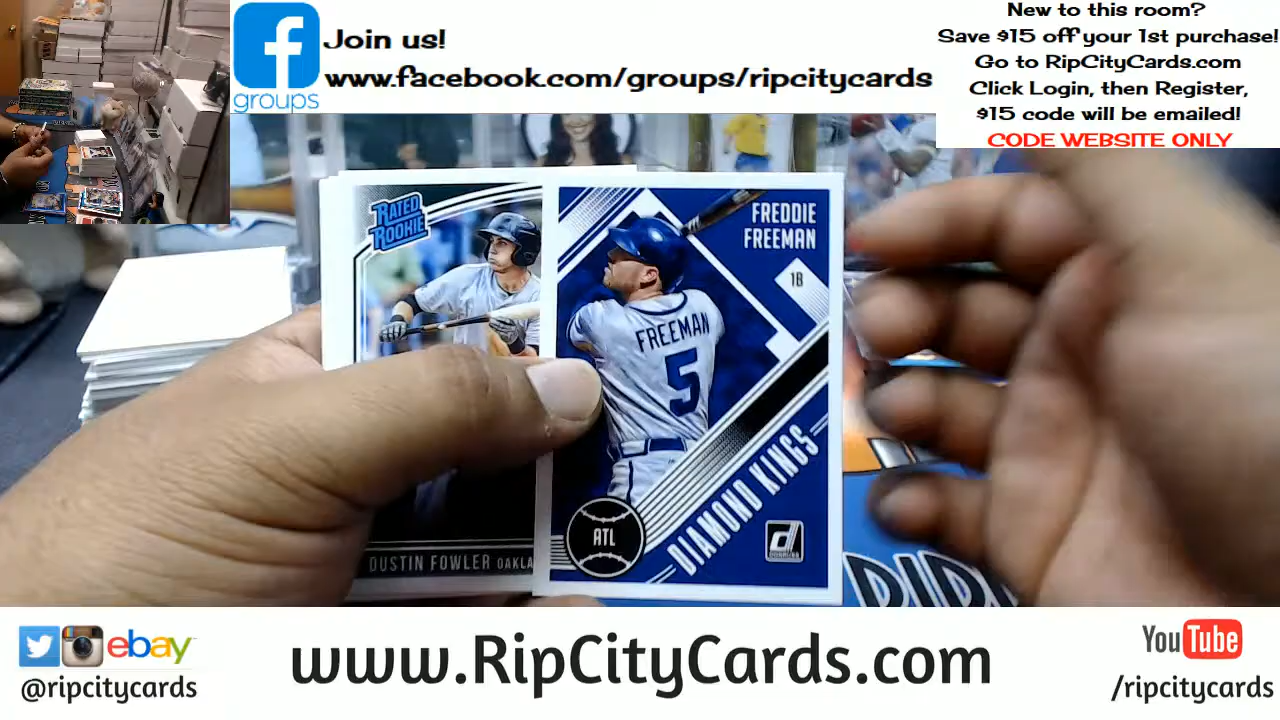 groups
Join us!
www.facebook.com/groups/ripcitycards
New to this room?
Save $15 off your 1st purchase!
Go to RipCityCards.com
Click Login, then Register,
$15 code will be emailed!
CODE WEBSITE ONLY
RATED
ROOKIE
DUSTIN FOWLER OAKLA
FREDDIE
FREEMAN
1B
FREEMAN
5
ATL
DIAMOND KINGS
DONRUSS
ebay
@ripcitycards
www.RipCityCards.com
YouTube
/ripcitycards